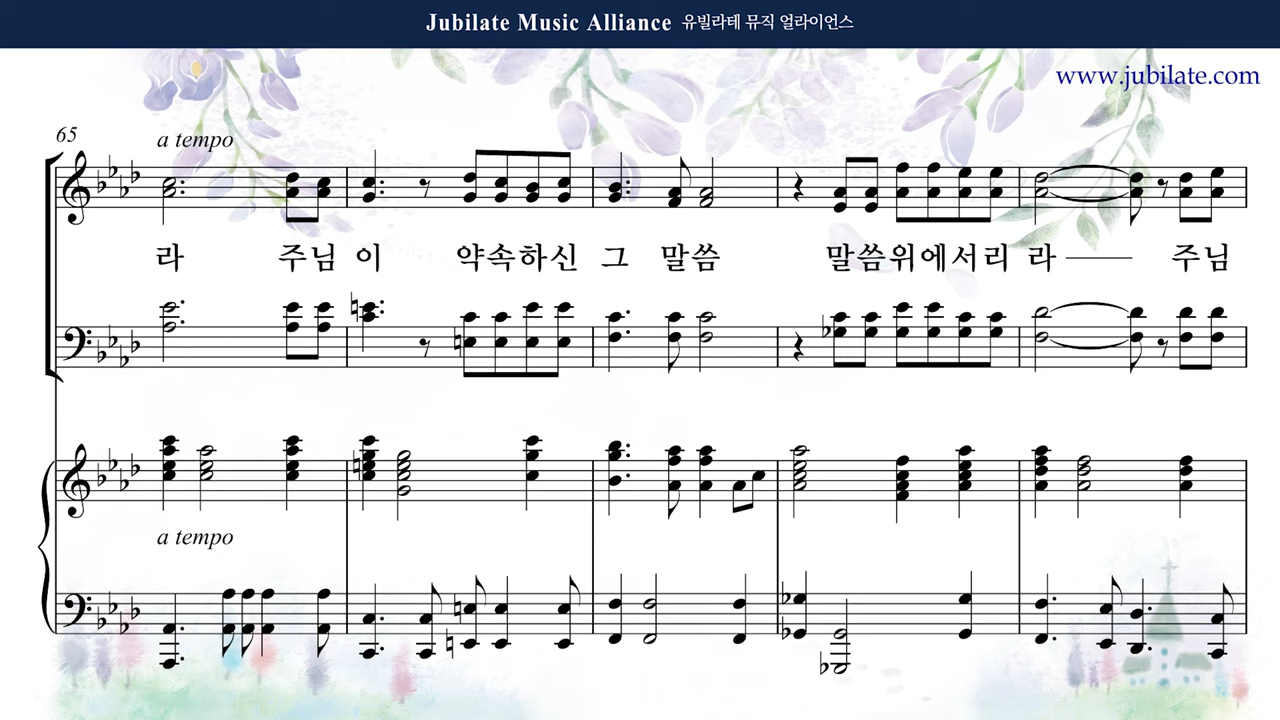 Jubilate Music Alliance 유빌라테 뮤직 얼라이언스
www.jubilate.com
65
a tempo
라 주님 이 약속하신 그 말씀 말씀위에서리 라 주님
a tempo